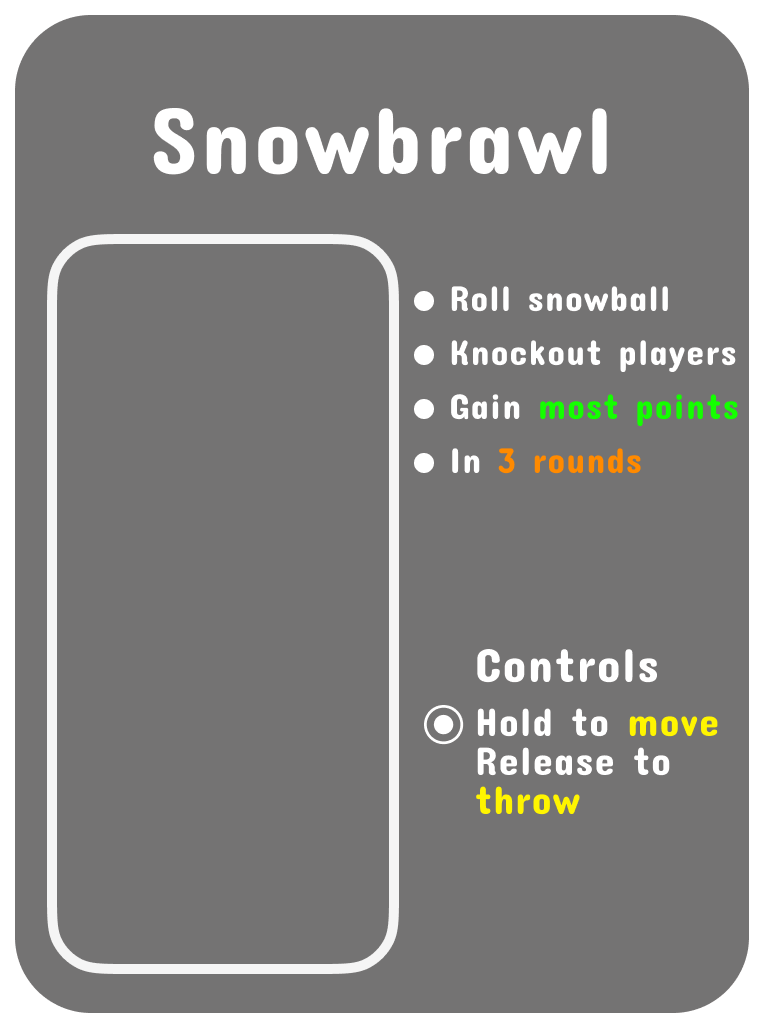 Snowbrawl
Roll snowball
Knockout players
Gain most points
In 3 rounds
Controls
Hold to move
Release to
throw